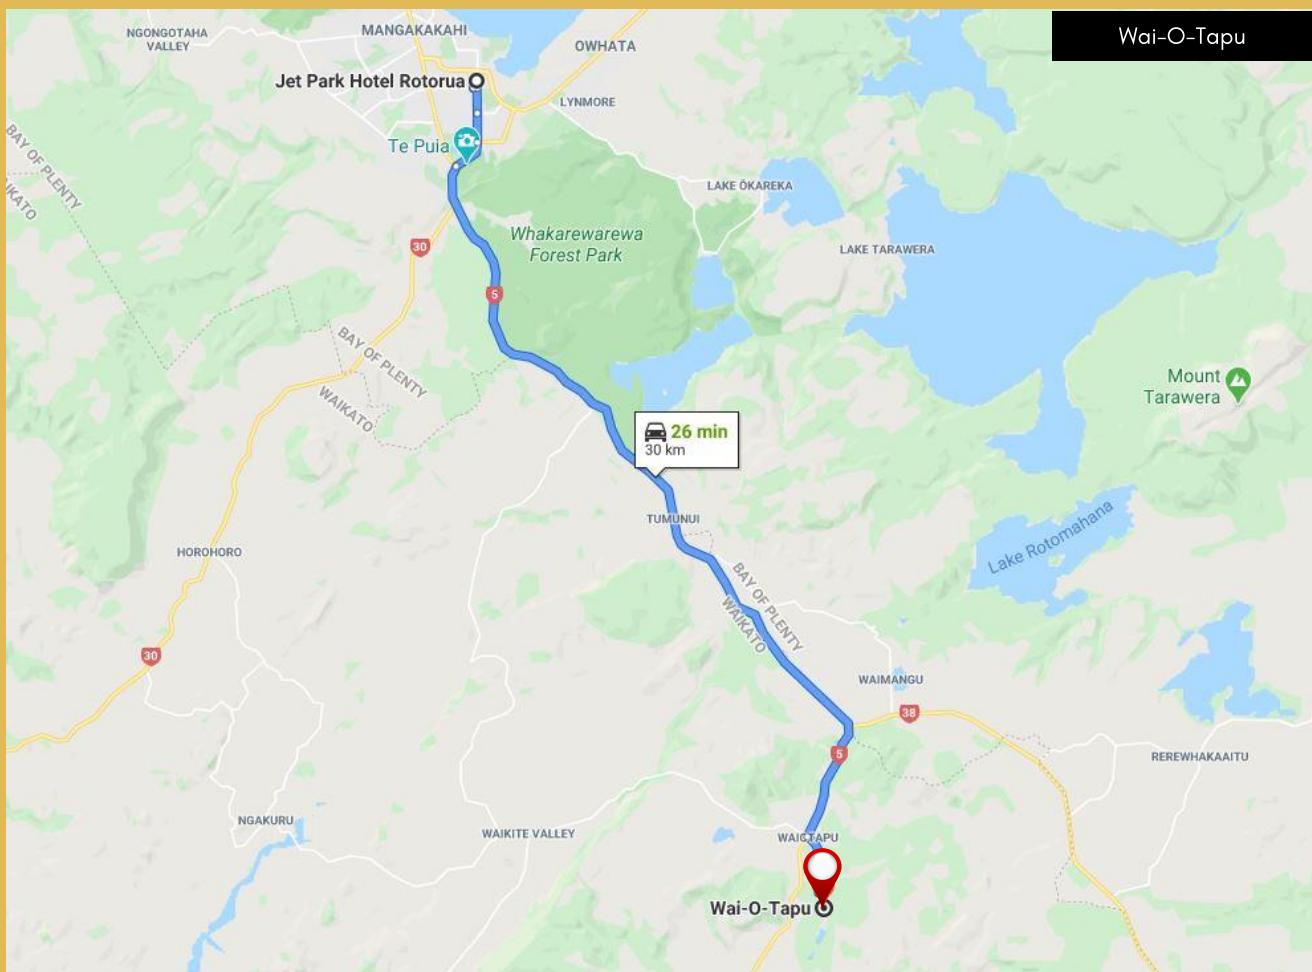 Wai-O-Tapu
NGONGOTAHA
VALLEY
MANGAKAKAHI
OWHATA
Jet Park Hotel Rotorua
LYNMORE
Te Puia
BAY OF PLENTY
WAIKATO
LAKE ŌKAREKA
Whakarewarewa
Forest Park
30
LAKE TARAWERA
5
BAY OF PLENTY
WAIKATO
Mount
Tarawera
26 min
30 km
TUMUNUI
Lake Rotomahana
HOROHORO
BAY OF PLENTY
WAIKATO
30
WAIMANGU
38
5
REREWHAKAAITU
NGAKURU
WAIKITE VALLEY
WAIOTAPU
Wai-O-Tapu